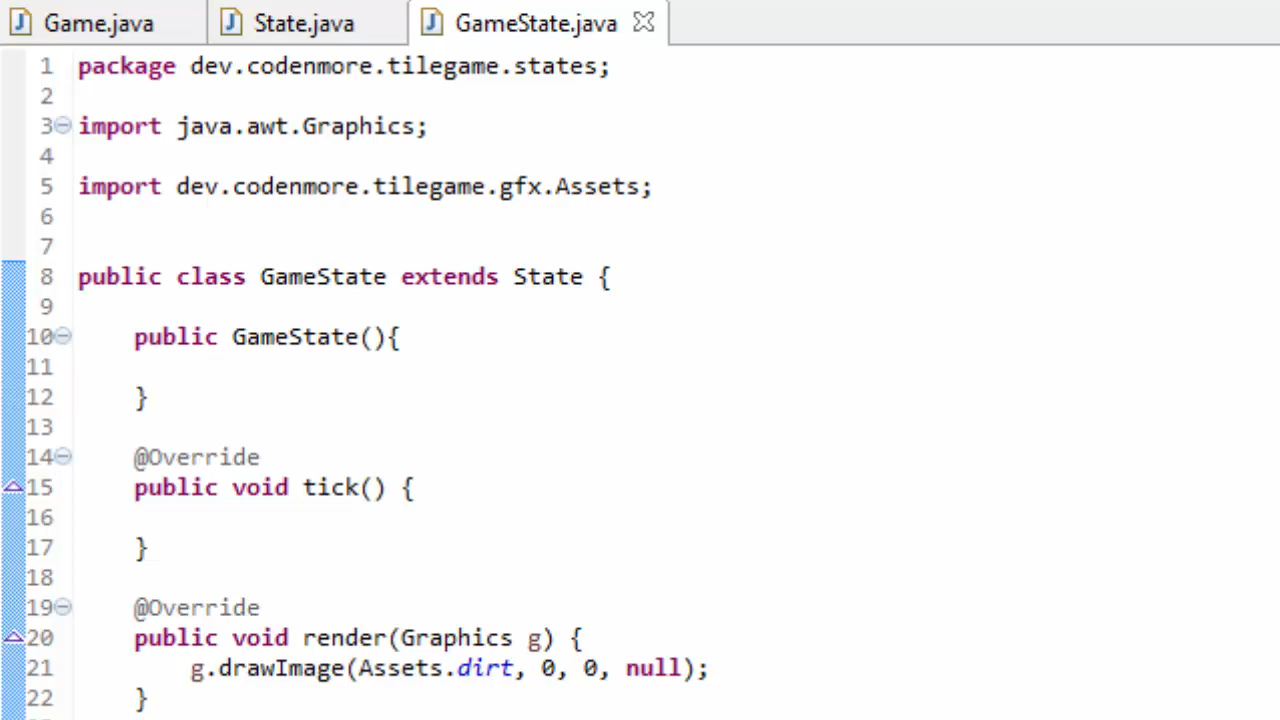 Game.java State.java GameState.java
1 package dev.codenmore.tilegame.states;
2
3 import java.awt.Graphics;
4
5 import dev.codenmore.tilegame.gfx.Assets;
6
7
8 public class GameState extends State {
9
10 public GameState(){
11
12 }
13
14 @Override
15 public void tick() {
16
17 }
18
19 @Override
20 public void render(Graphics g) {
21 g.drawImage(Assets.dirt, 0, 0, null);
22 }